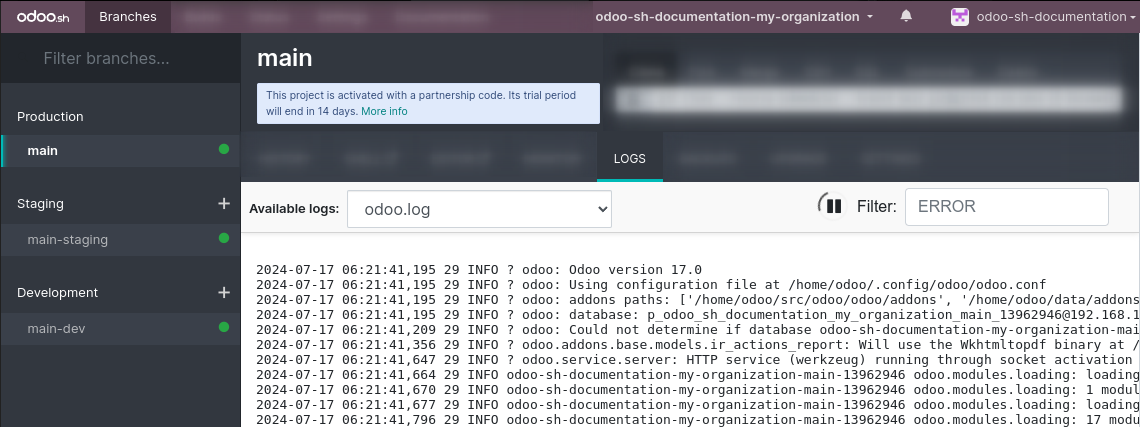 odoo.sh Branches odoo-sh-documentation-my-organization odoo-sh-documentation
Filter branches...
Production
main
Staging +
main-staging
Development +
main-dev
main
This project is activated with a partnership code. Its trial period
will end in 14 days. More info
LOGS
Available logs: odoo.log Filter: ERROR
2024-07-17 06:21:41,195 29 INFO ? odoo: Odoo version 17.0
2024-07-17 06:21:41,195 29 INFO ? odoo: Using configuration file at /home/odoo/.config/odoo/odoo.conf
2024-07-17 06:21:41,195 29 INFO ? odoo: addons paths: ['/home/odoo/src/odoo/odoo/addons', '/home/odoo/data/addons
2024-07-17 06:21:41,195 29 INFO ? odoo: database: p_odoo_sh_documentation_my_organization_main_13962946@192.168.1
2024-07-17 06:21:41,209 29 INFO ? odoo: Could not determine if database odoo-sh-documentation-my-organization-mai
2024-07-17 06:21:41,356 29 INFO ? odoo.addons.base.models.ir_actions_report: Will use the Wkhtmltopdf binary at /
2024-07-17 06:21:41,647 29 INFO ? odoo.service.server: HTTP service (werkzeug) running through socket activation
2024-07-17 06:21:41,664 29 INFO odoo-sh-documentation-my-organization-main-13962946 odoo.modules.loading: loading
2024-07-17 06:21:41,670 29 INFO odoo-sh-documentation-my-organization-main-13962946 odoo.modules.loading: 1 modul
2024-07-17 06:21:41,677 29 INFO odoo-sh-documentation-my-organization-main-13962946 odoo.modules.loading: loading
2024-07-17 06:21:41,796 29 INFO odoo-sh-documentation-my-organization-main-13962946 odoo.modules.loading: 17 modu